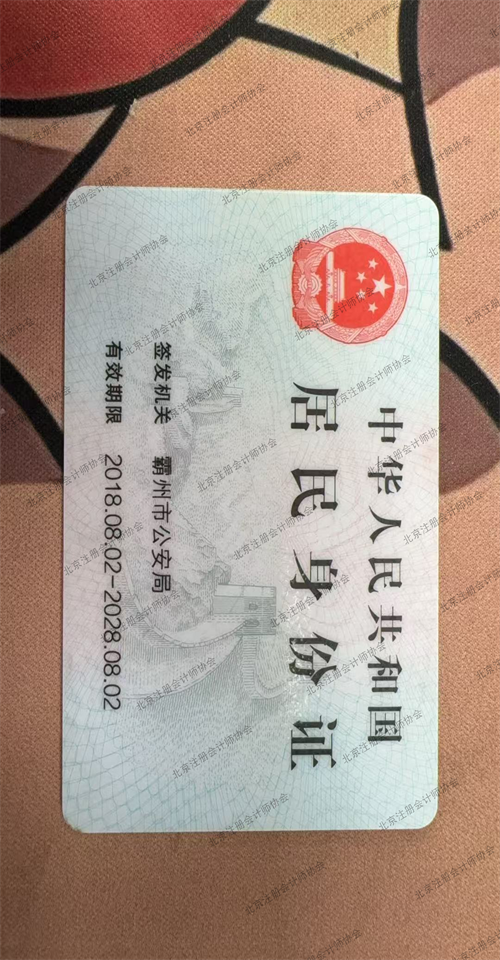 中华人民共和国
居民身份证
签发机关 霸州市公安局
有效期限 2018.08.02-2028.08.02
北京注册会计师协会